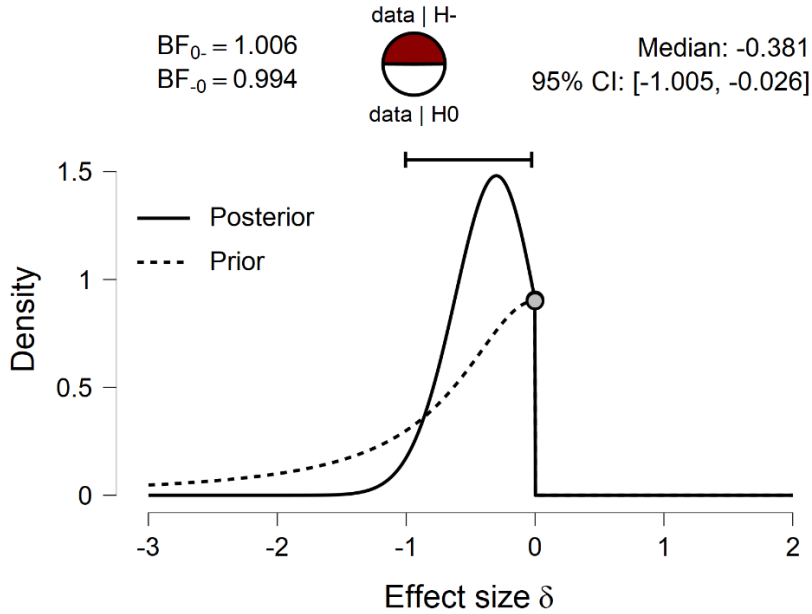 data | H-
BF₀₋ = 1.006
BF₋₀ = 0.994
data | H0
Median: -0.381
95% CI: [-1.005, -0.026]
Posterior
Prior
Density
1.5
1
0.5
0
-3 -2 -1 0 1 2
Effect size δ